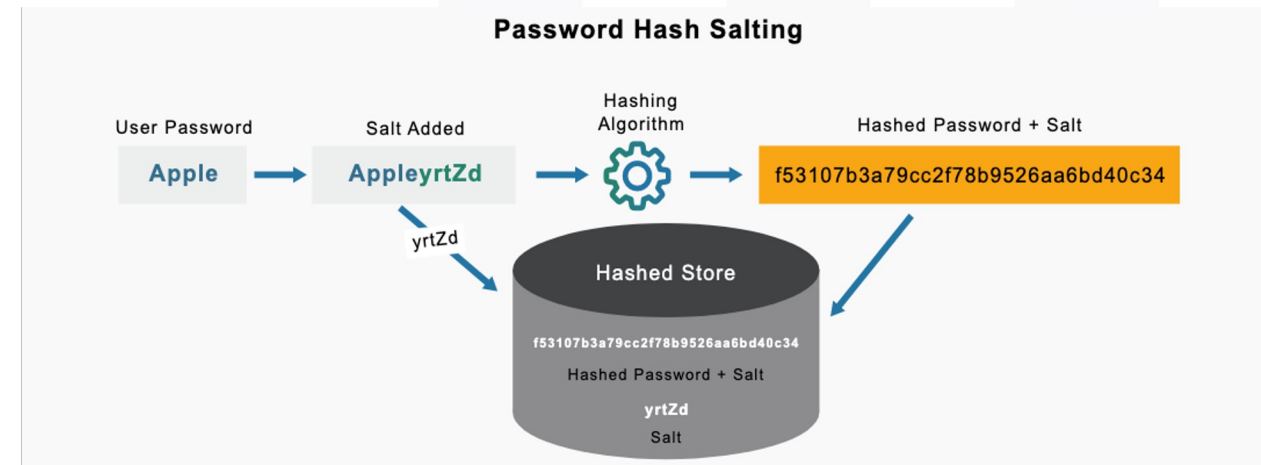 Password Hash Salting
User Password
Salt Added
Hashing
Algorithm
Hashed Password + Salt
Apple
AppleyrtZd
f53107b3a79cc2f78b9526aa6bd40c34
yrtZd
Hashed Store
f53107b3a79cc2f78b9526aa6bd40c34
Hashed Password + Salt
yrtZd
Salt